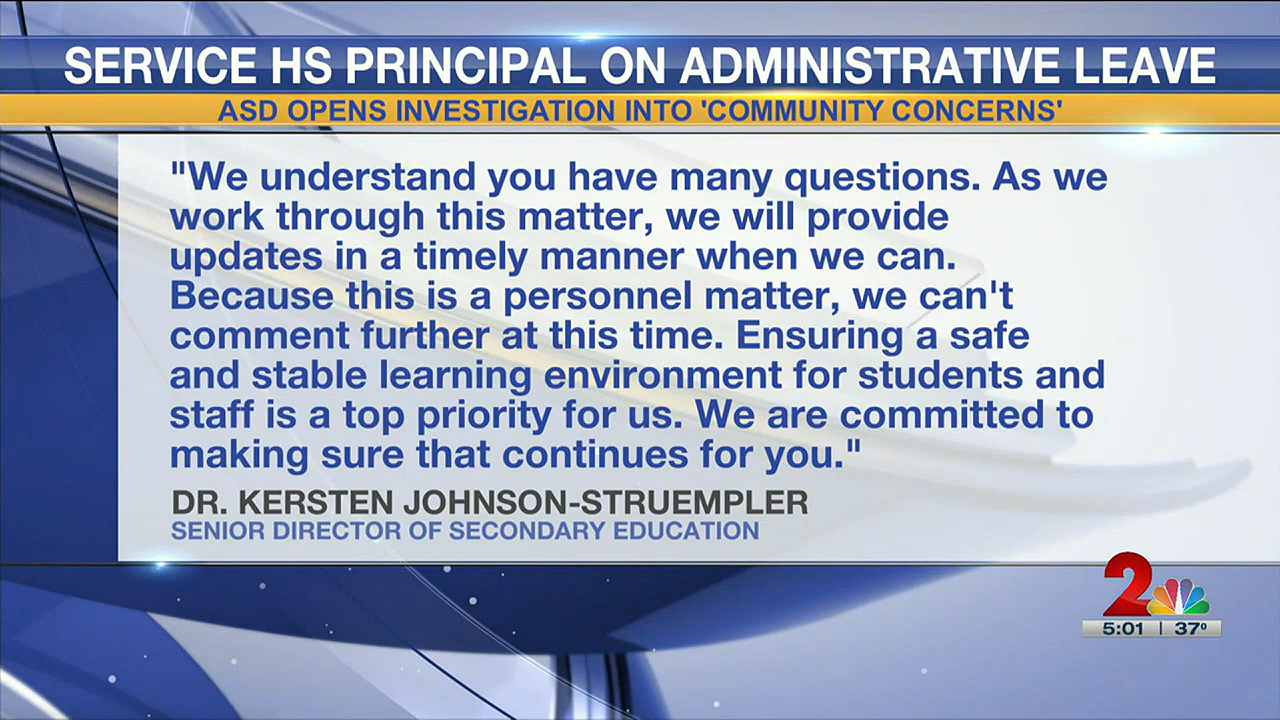 SERVICE HS PRINCIPAL ON ADMINISTRATIVE LEAVE
ASD OPENS INVESTIGATION INTO 'COMMUNITY CONCERNS'
"We understand you have many questions. As we
work through this matter, we will provide
updates in a timely manner when we can.
Because this is a personnel matter, we can't
comment further at this time. Ensuring a safe
and stable learning environment for students and
staff is a top priority for us. We are committed to
making sure that continues for you."
DR. KERSTEN JOHNSON-STRUEMPLER
SENIOR DIRECTOR OF SECONDARY EDUCATION
2
5:01 | 37°